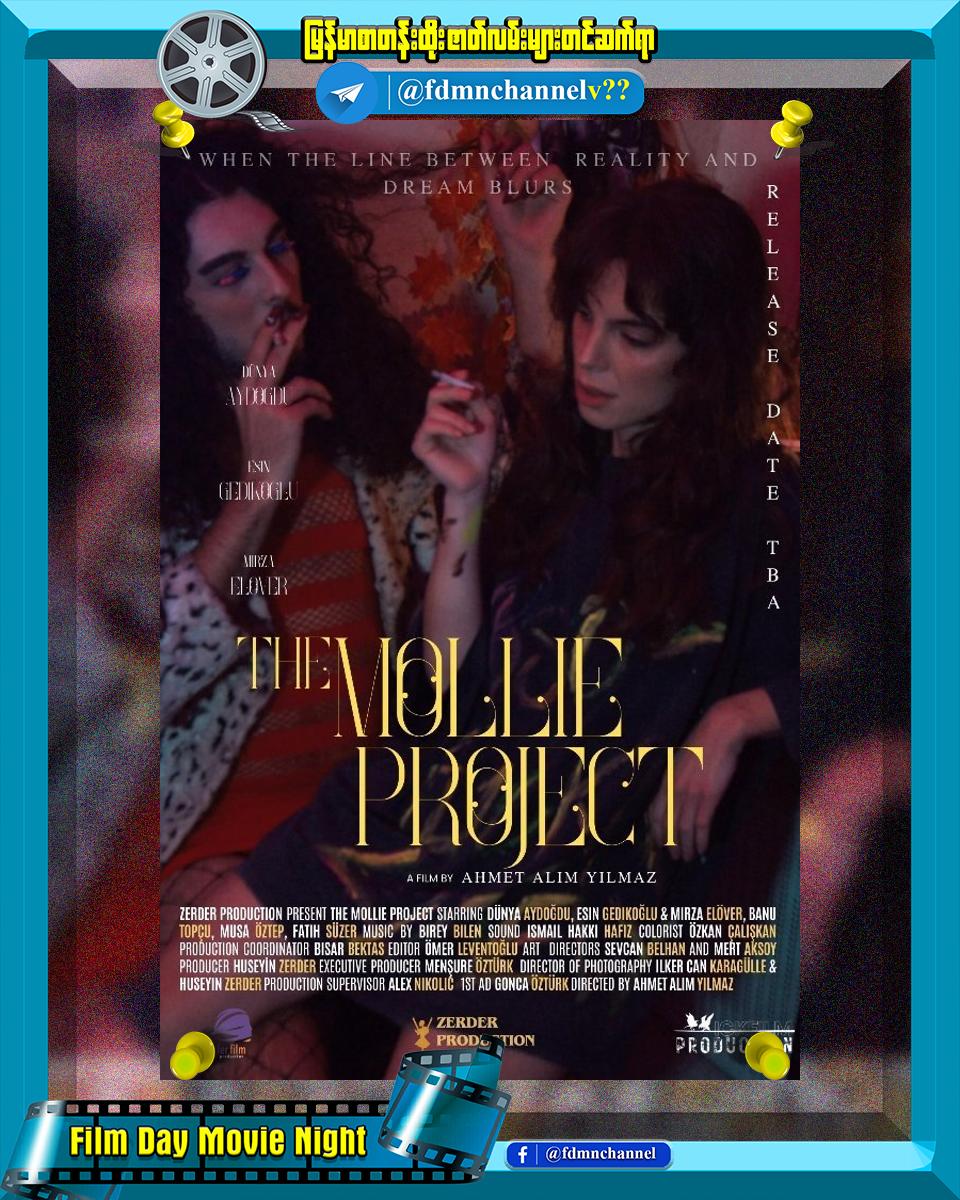 မြန်မာစာတန်းထိုးဇာတ်လမ်းများတင်ဆက်ရာ
@fdmnchannelv??
WHEN THE LINE BETWEEN REALITY AND
DREAM BLURS
RELEASE DATE TBA
DÜNYA
AYDOĞDU
ESIN
GEDIKOĞLU
MIRZA
ELÖVER
THE MOLLIE
PROJECT
A FILM BY AHMET ALIM YILMAZ
ZERDER PRODUCTION PRESENT THE MOLLIE PROJECT STARRING DÜNYA AYDOĞDU, ESIN GEDIKOĞLU & MIRZA ELÖVER, BANU
TOPÇU, MUSA ÖZTEP, FATIH SÜZER MUSIC BY BIREY BILEN SOUND ISMAIL HAKKI HAFIZ COLORIST ÖZKAN ÇALIŞKAN
PRODUCTION COORDINATOR BISAR BEKTAS EDITOR ÖMER LEVENTOĞLU ART DIRECTORS SEVCAN BELHAN AND MERT AKSOY
PRODUCER HUSEYİN ZERDER EXECUTIVE PRODUCER MENŞURE ÖZTÜRK DIRECTOR OF PHOTOGRAPHY ILKER CAN KARAGÜLLE &
HUSEYIN ZERDER PRODUCTION SUPERVISOR ALEX NIKOLIĆ 1ST AD GONCA ÖZTÜRK DIRECTED BY AHMET ALIM YILMAZ
film
ZERDER
PRODUCTION
Film Day Movie Night
@fdmnchannel